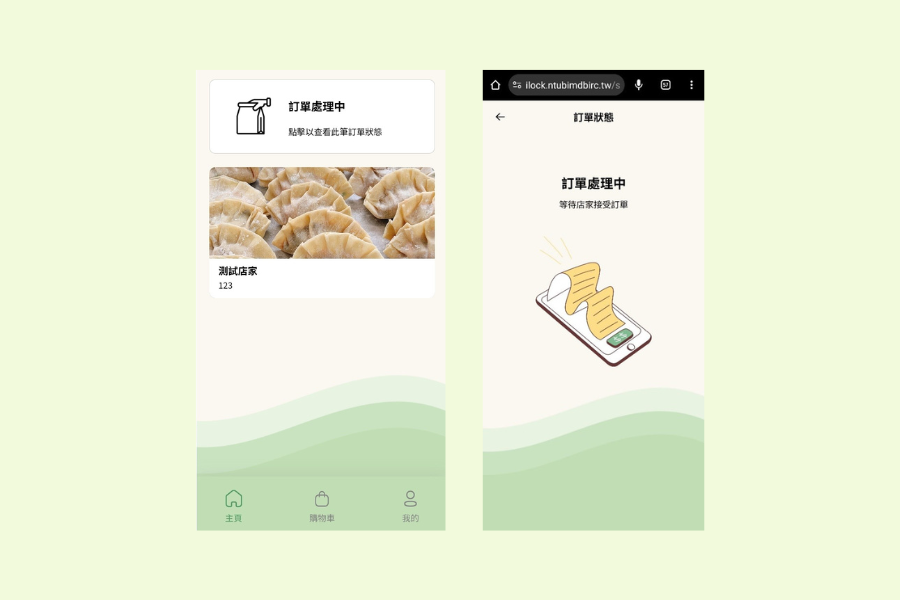 訂單處理中
點擊以查看此筆訂單狀態
測試店家
123
主頁
購物車
我的
ilock.ntubimdbirc.tw/s
57
訂單狀態
訂單處理中
等待店家接受訂單